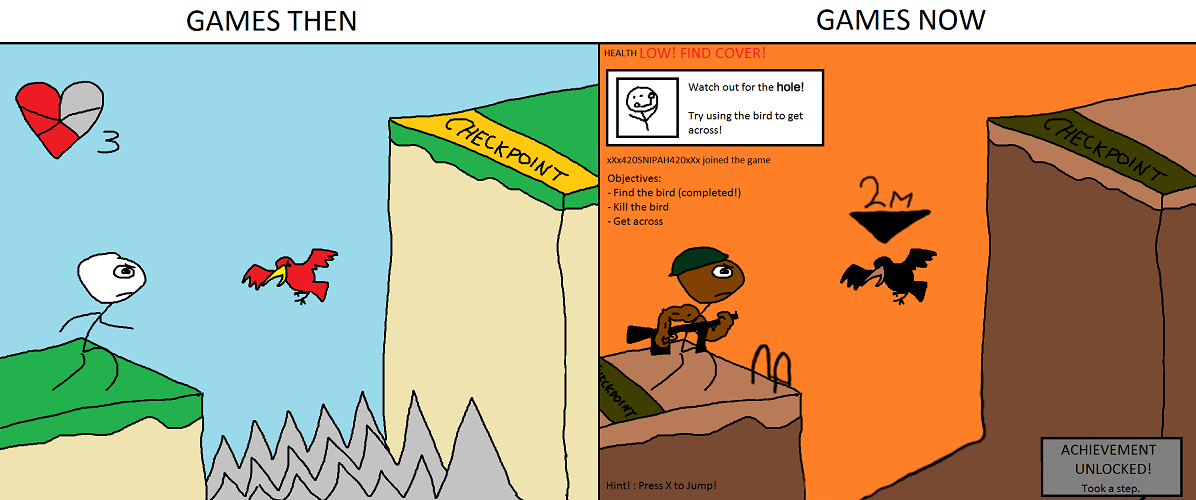 GAMES THEN
3
CHECKPOINT
GAMES NOW
HEALTH LOW! FIND COVER!
Watch out for the hole!
Try using the bird to get
across!
xXx420SNIPAH420xXx joined the game
Objectives:
- Find the bird (completed!)
- Kill the bird
- Get across
CHECKPOINT
2M
CKPOINT
Hint! : Press X to Jump!
ACHIEVEMENT
UNLOCKED!
Took a step.